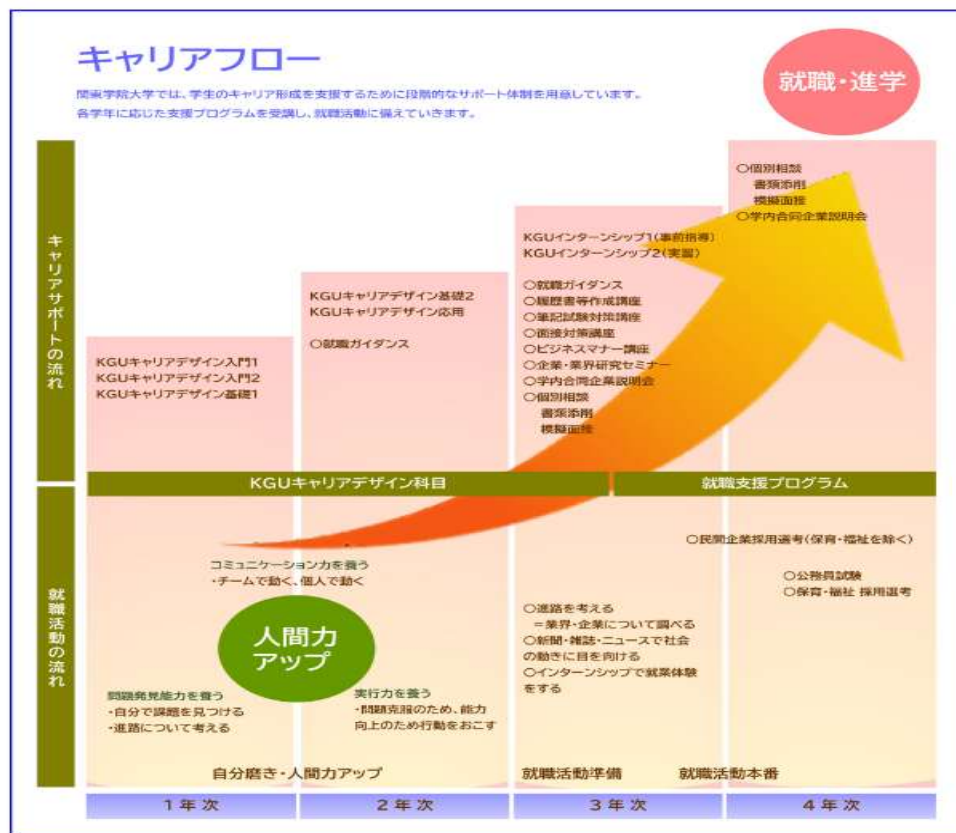 キャリアフロー
関東学院大学では、学生のキャリア形成を支援するために段階的なサポート体制を用意しています。
各学年に応じた支援プログラムを受講し、就職活動に備えていきます。
就職・進学
キャリアサポートの流れ
KGUキャリアデザイン入門1
KGUキャリアデザイン入門2
KGUキャリアデザイン基礎1
KGUキャリアデザイン基礎2
KGUキャリアデザイン応用
○就職ガイダンス
KGUインターンシップ1(事前指導)
KGUインターンシップ2(実習)
○就職ガイダンス
○履歴書等作成講座
○筆記試験対策講座
○面接対策講座
○ビジネスマナー講座
○企業・業界研究セミナー
○学内合同企業説明会
○個別相談
書類添削
模擬面接
○個別相談
書類添削
模擬面接
○学内合同企業説明会
KGUキャリアデザイン科目
就職支援プログラム
就職活動の流れ
コミュニケーション力を養う
・チームで動く、個人で動く
人間力
アップ
問題発見能力を養う
・自分で課題を見つける
・進路について考える
実行力を養う
・問題克服のため、能力
向上のため行動をおこす
○進路を考える
=業界・企業について調べる
○新聞・雑誌・ニュースで社会
の動きに目を向ける
○インターンシップで就業体験
をする
○民間企業採用選考(保育・福祉を除く)
○公務員試験
○保育・福祉 採用選考
自分磨き・人間力アップ
就職活動準備
就職活動本番
1年次
2年次
3年次
4年次